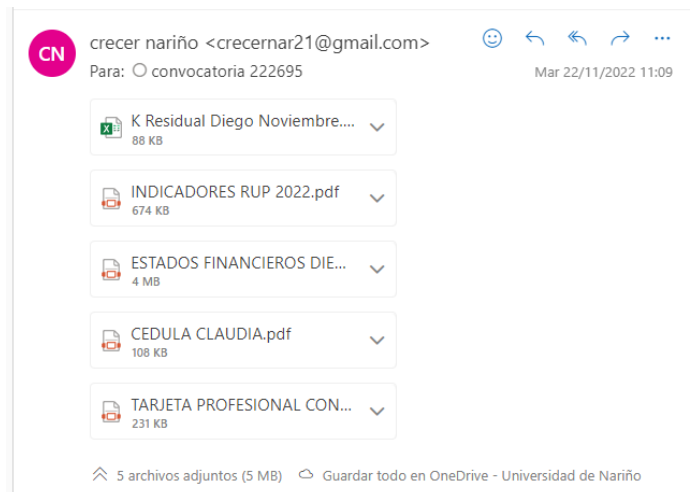 CN
crecer nariño <crecernar21@gmail.com>
Para: convocatoria 222695
Mar 22/11/2022 11:09
K Residual Diego Noviembre....
88 KB
INDICADORES RUP 2022.pdf
674 KB
ESTADOS FINANCIEROS DIE...
4 MB
CEDULA CLAUDIA.pdf
108 KB
TARJETA PROFESIONAL CON...
231 KB
5 archivos adjuntos (5 MB) Guardar todo en OneDrive - Universidad de Nariño